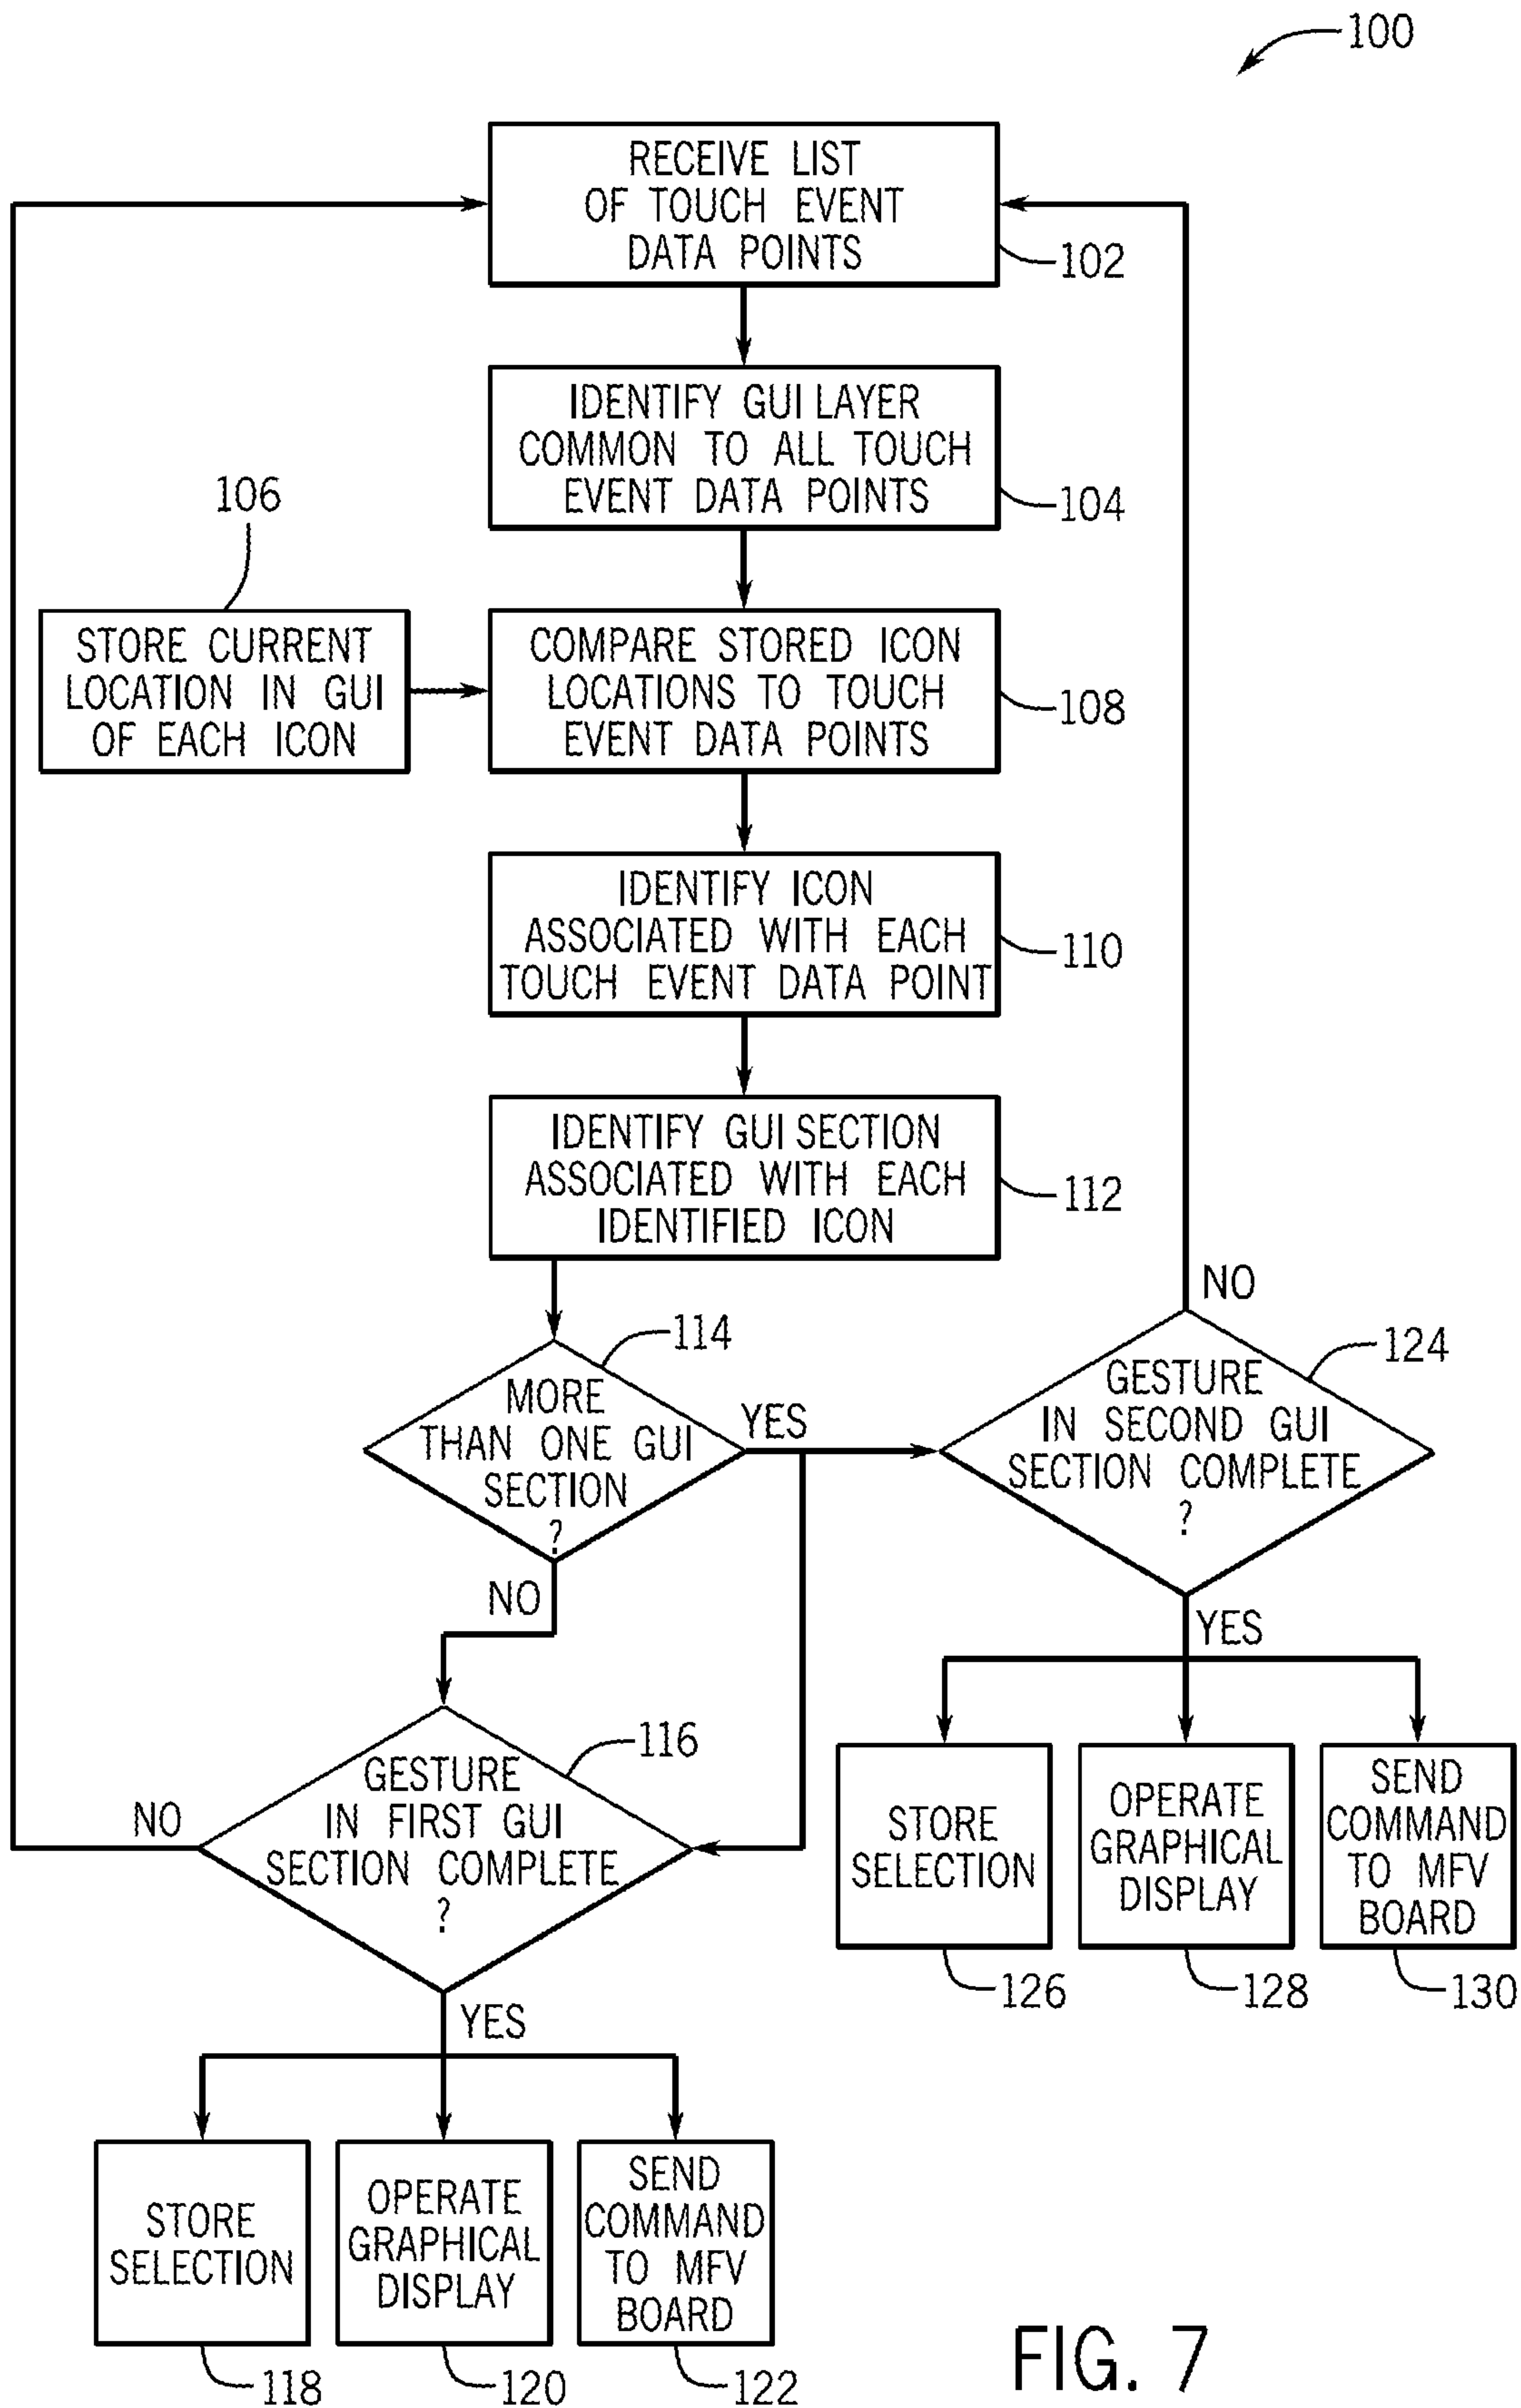 100
RECEIVE LIST
OF TOUCH EVENT
DATA POINTS
102
IDENTIFY GUI LAYER
COMMON TO ALL TOUCH
EVENT DATA POINTS
104
106
STORE CURRENT
LOCATION IN GUI
OF EACH ICON
COMPARE STORED ICON
LOCATIONS TO TOUCH
EVENT DATA POINTS
108
IDENTIFY ICON
ASSOCIATED WITH EACH
TOUCH EVENT DATA POINT
110
IDENTIFY GUI SECTION
ASSOCIATED WITH EACH
IDENTIFIED ICON
112
114
MORE
THAN ONE GUI
SECTION
?
YES
NO
NO
124
GESTURE
IN SECOND GUI
SECTION COMPLETE
?
YES
STORE
SELECTION
126
OPERATE
GRAPHICAL
DISPLAY
128
SEND
COMMAND
TO MFV
BOARD
130
116
GESTURE
IN FIRST GUI
SECTION COMPLETE
?
NO
YES
STORE
SELECTION
118
OPERATE
GRAPHICAL
DISPLAY
120
SEND
COMMAND
TO MFV
BOARD
122
FIG. 7